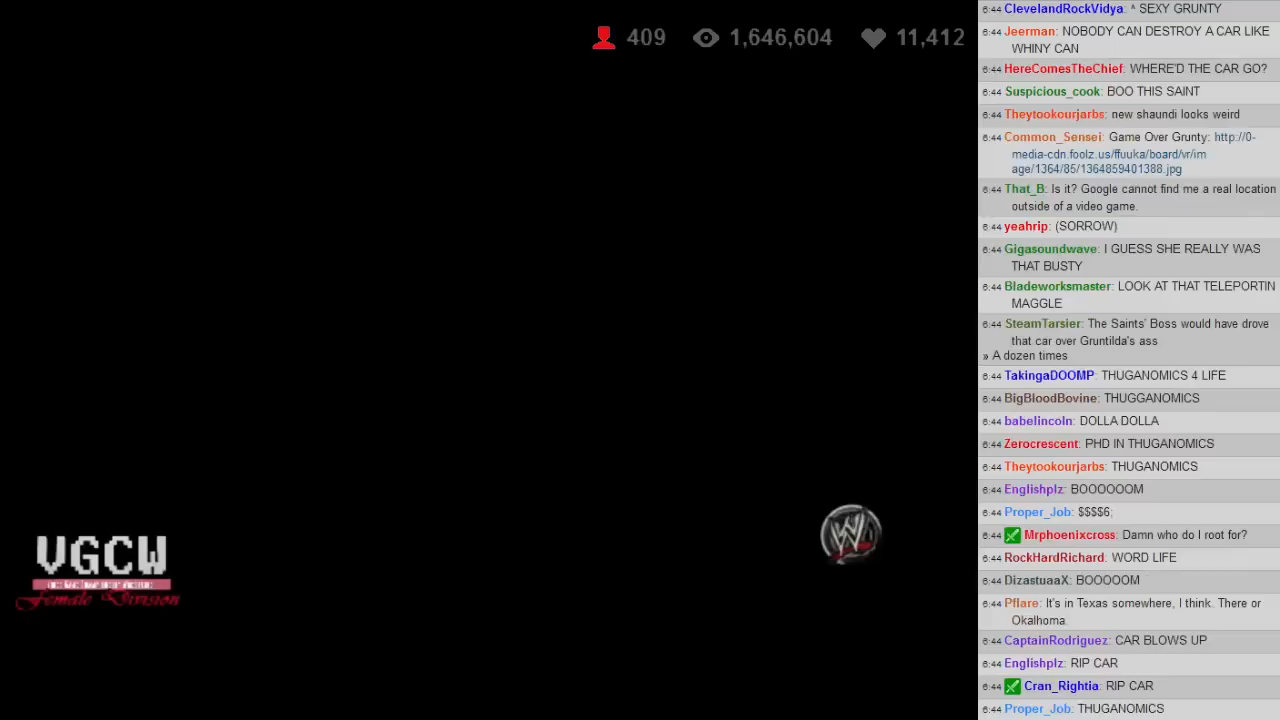 409 1,646,604 11,412
VGCW
Female Division
6:44 ClevelandRockVidya: ^ SEXY GRUNTY
6:44 Jeerman: NOBODY CAN DESTROY A CAR LIKE
WHINY CAN
6:44 HereComesTheChief: WHERE'D THE CAR GO?
6:44 Suspicious_cook: BOO THIS SAINT
6:44 Theytookourjarbs: new shaundi looks weird
6:44 Common_Sensei: Game Over Grunty: http://0-
media-cdn.foolz.us/ffuuka/board/vr/im
age/1364/85/1364859401388.jpg
6:44 That_B: Is it? Google cannot find me a real location
outside of a video game.
6:44 yeahrip: (SORROW)
6:44 Gigasoundwave: I GUESS SHE REALLY WAS
THAT BUSTY
6:44 Bladeworksmaster: LOOK AT THAT TELEPORTIN
MAGGLE
6:44 SteamTarsier: The Saints' Boss would have drove
that car over Gruntilda's ass
» A dozen times
6:44 TakingaDOOMP: THUGANOMICS 4 LIFE
6:44 BigBloodBovine: THUGGANOMICS
6:44 babelincoln: DOLLA DOLLA
6:44 Zerocrescent: PHD IN THUGANOMICS
6:44 Theytookourjarbs: THUGANOMICS
6:44 Englishplz: BOOOOOOM
6:44 Proper_Job: $$$$6;
6:44 Mrphoenixcross: Damn who do I root for?
6:44 RockHardRichard: WORD LIFE
6:44 DizastuaaX: BOOOOOM
6:44 Pflare: It's in Texas somewhere, I think. There or
Okalhoma.
6:44 CaptainRodriguez: CAR BLOWS UP
6:44 Englishplz: RIP CAR
6:44 Cran_Rightia: RIP CAR
6:44 Proper_Job: THUGANOMICS